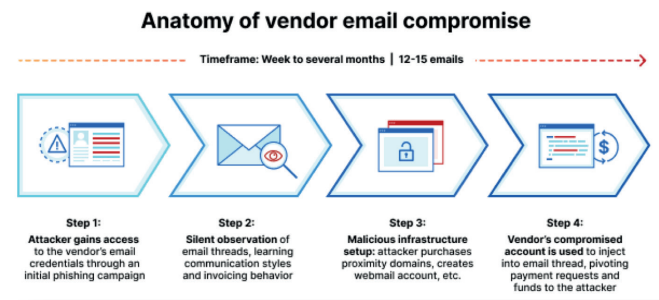 Anatomy of vendor email compromise
Timeframe: Week to several months | 12-15 emails
Step 1:
Attacker gains access
to the vendor's email
credentials through an
initial phishing campaign
Step 2:
Silent observation of
email threads, learning
communication styles
and invoicing behavior
Step 3:
Malicious infrastructure
setup: attacker purchases
proximity domains, creates
webmail account, etc.
Step 4:
Vendor's compromised
account is used to inject
into email thread, pivoting
payment requests and
funds to the attacker